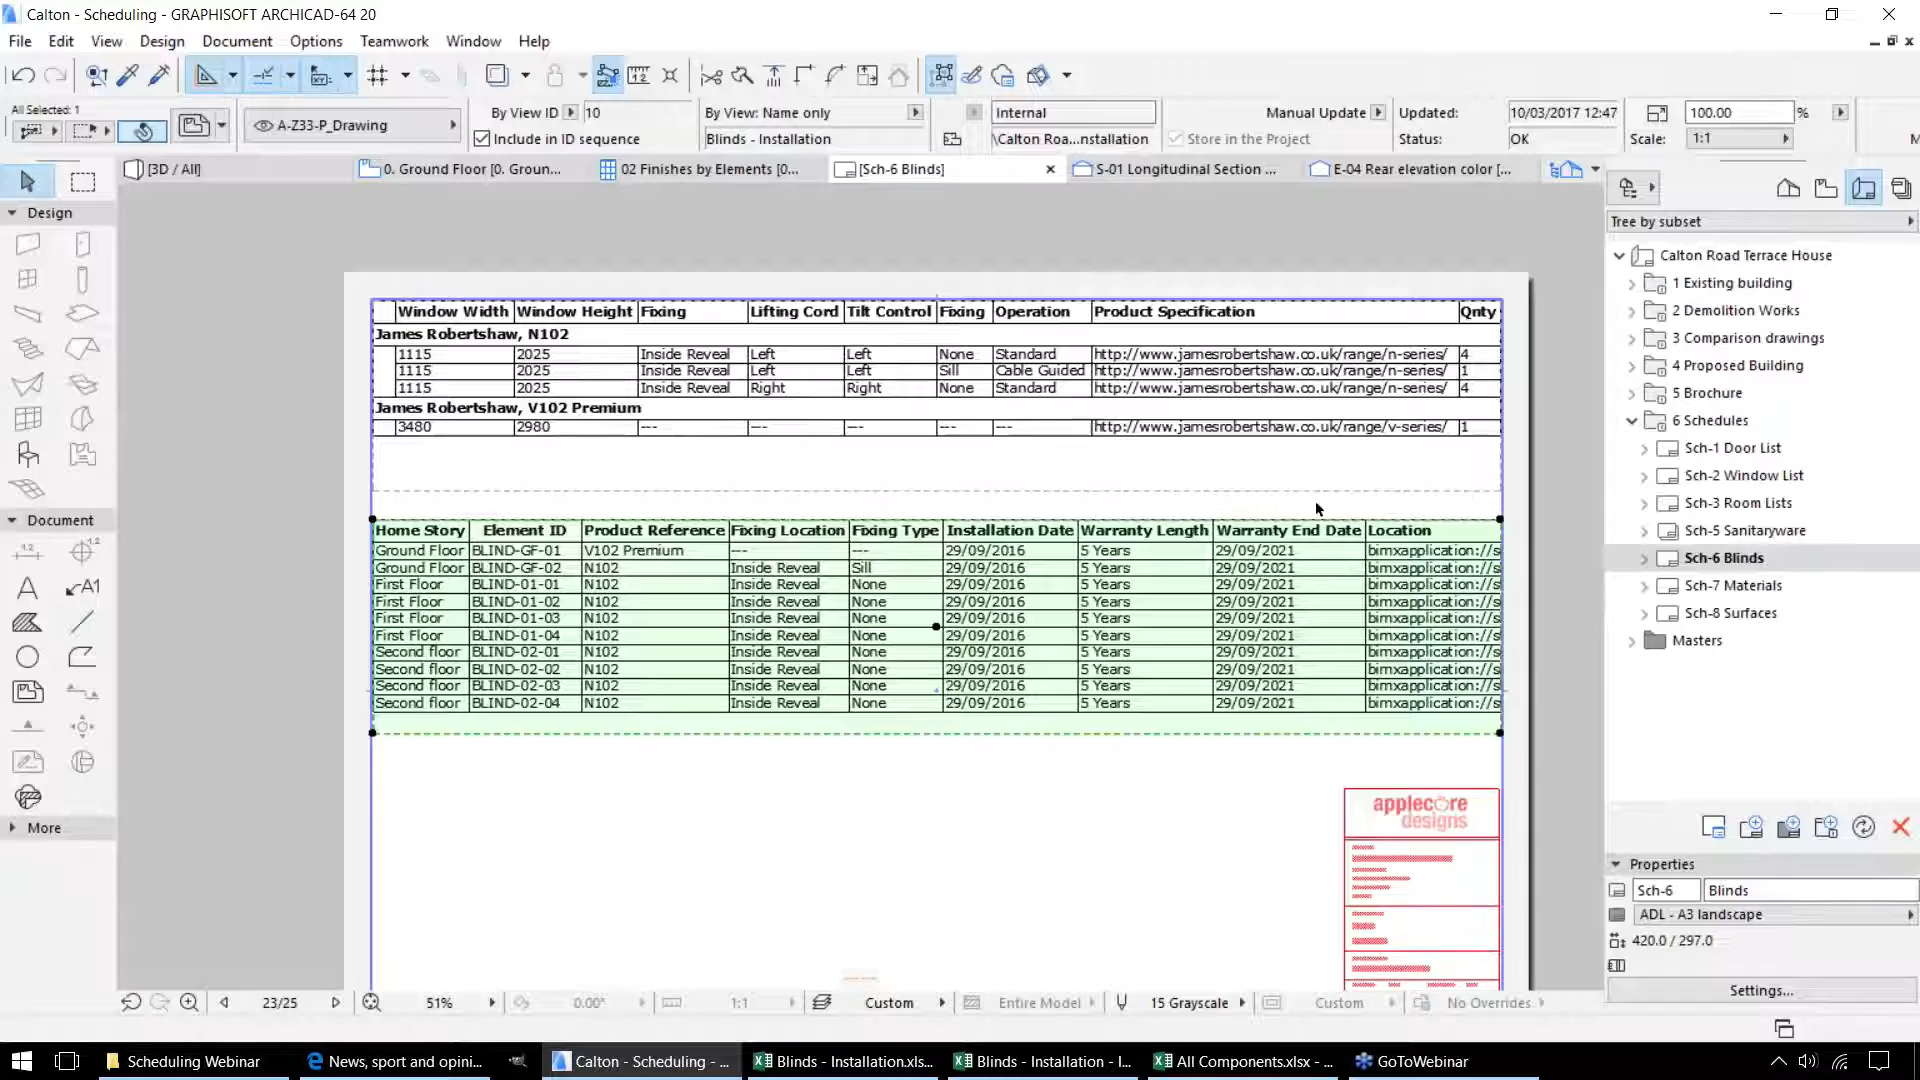 Calton - Scheduling - GRAPHISOFT ARCHICAD-64 20
File Edit View Design Document Options Teamwork Window Help
All Selected: 1
A-Z33-P_Drawing
By View ID 10
Include in ID sequence
By View: Name only
Blinds - Installation
Internal
\Calton Roa...nstallation
Manual Update
Store in the Project
Updated: 10/03/2017 12:47
Status: OK
100.00 %
Scale: 1:1
[3D / All]
0. Ground Floor [0. Groun...
02 Finishes by Elements [0...
[Sch-6 Blinds]
S-01 Longitudinal Section ...
E-04 Rear elevation color [...
Design
Document
More
Window Width Window Height Fixing Lifting Cord Tilt Control Fixing Operation Product Specification Qnty
James Robertshaw, N102
1115 2025 Inside Reveal Left Left None Standard http://www.jamesrobertshaw.co.uk/range/n-series/ 4
1115 2025 Inside Reveal Left Left Sill Cable Guided http://www.jamesrobertshaw.co.uk/range/n-series/ 1
1115 2025 Inside Reveal Right Right None Standard http://www.jamesrobertshaw.co.uk/range/n-series/ 4
James Robertshaw, V102 Premium
3480 2980 --- --- --- --- --- http://www.jamesrobertshaw.co.uk/range/v-series/ 1
Home Story Element ID Product Reference Fixing Location Fixing Type Installation Date Warranty Length Warranty End Date Location
Ground Floor BLIND-GF-01 V102 Premium --- --- 29/09/2016 5 Years 29/09/2021 bimxapplication://s
Ground Floor BLIND-GF-02 N102 Inside Reveal Sill 29/09/2016 5 Years 29/09/2021 bimxapplication://s
First Floor BLIND-01-01 N102 Inside Reveal None 29/09/2016 5 Years 29/09/2021 bimxapplication://s
First Floor BLIND-01-02 N102 Inside Reveal None 29/09/2016 5 Years 29/09/2021 bimxapplication://s
First Floor BLIND-01-03 N102 Inside Reveal None 29/09/2016 5 Years 29/09/2021 bimxapplication://s
First Floor BLIND-01-04 N102 Inside Reveal None 29/09/2016 5 Years 29/09/2021 bimxapplication://s
Second floor BLIND-02-01 N102 Inside Reveal None 29/09/2016 5 Years 29/09/2021 bimxapplication://s
Second floor BLIND-02-02 N102 Inside Reveal None 29/09/2016 5 Years 29/09/2021 bimxapplication://s
Second floor BLIND-02-03 N102 Inside Reveal None 29/09/2016 5 Years 29/09/2021 bimxapplication://s
Second floor BLIND-02-04 N102 Inside Reveal None 29/09/2016 5 Years 29/09/2021 bimxapplication://s
applecore
designs
Tree by subset
Calton Road Terrace House
1 Existing building
2 Demolition Works
3 Comparison drawings
4 Proposed Building
5 Brochure
6 Schedules
Sch-1 Door List
Sch-2 Window List
Sch-3 Room Lists
Sch-5 Sanitaryware
Sch-6 Blinds
Sch-7 Materials
Sch-8 Surfaces
Masters
Properties
Sch-6 Blinds
ADL - A3 landscape
420.0 / 297.0
Settings...
23/25 51% 0.00° 1:1 Custom Entire Model 15 Grayscale Custom No Overrides
Scheduling Webinar
News, sport and opini...
Calton - Scheduling - ...
Blinds - Installation.xls...
Blinds - Installation - I...
All Components.xlsx - ...
GoToWebinar